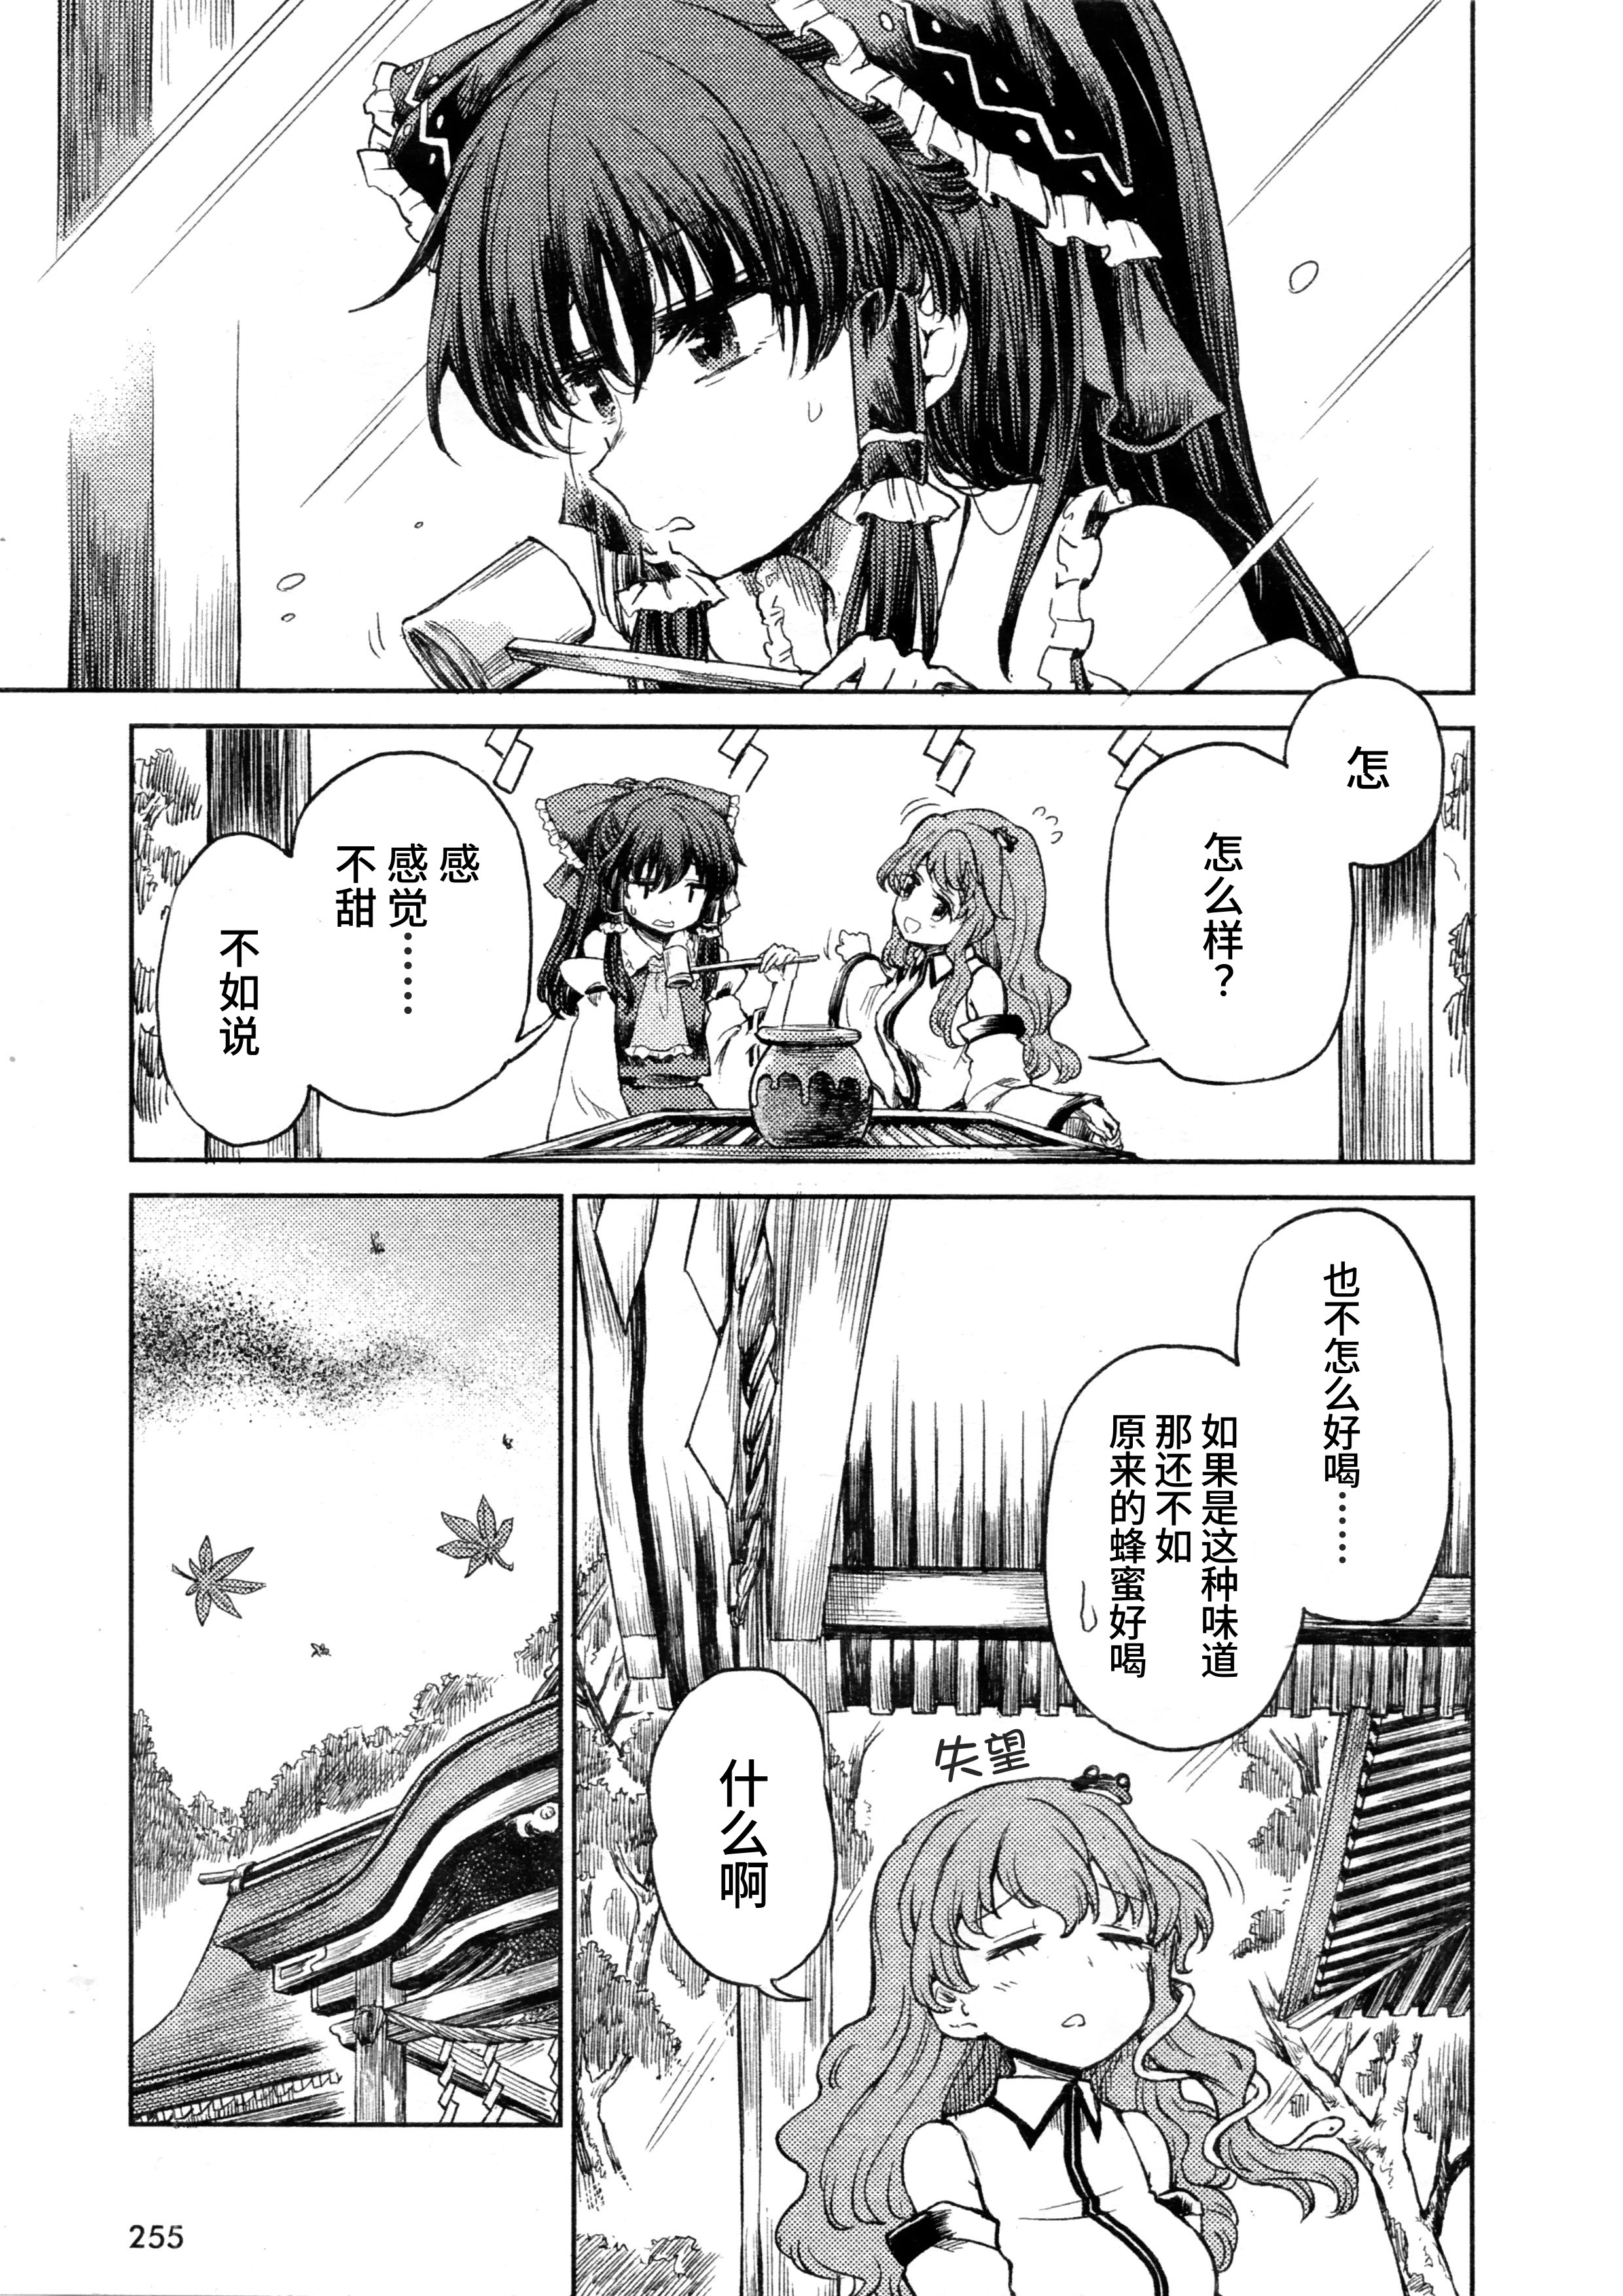 怎
怎么样？
感
感觉……
不甜
不如说
也不怎么好喝……
如果是这种味道
那还不如
原来的蜂蜜好喝
失望
什么啊
255